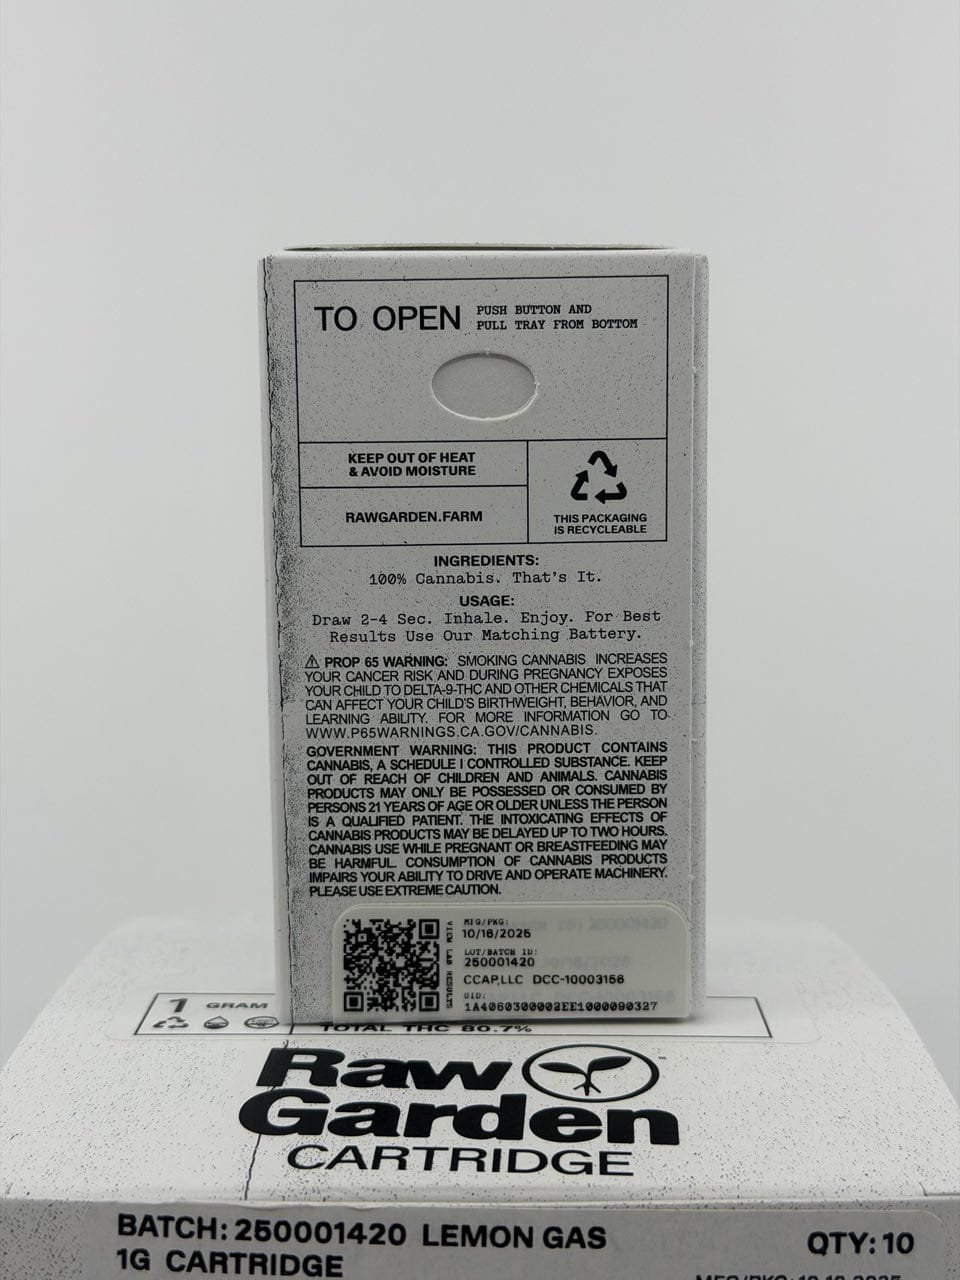 TO OPEN PUSH BUTTON AND
PULL TRAY FROM BOTTOM
KEEP OUT OF HEAT
& AVOID MOISTURE
RAWGARDEN.FARM
THIS PACKAGING
IS RECYCLEABLE
INGREDIENTS:
100% Cannabis. That's It.
USAGE:
Draw 2-4 Sec. Inhale. Enjoy. For Best
Results Use Our Matching Battery.
⚠ PROP 65 WARNING: SMOKING CANNABIS INCREASES
YOUR CANCER RISK AND DURING PREGNANCY EXPOSES
YOUR CHILD TO DELTA-9-THC AND OTHER CHEMICALS THAT
CAN AFFECT YOUR CHILD'S BIRTHWEIGHT, BEHAVIOR, AND
LEARNING ABILITY. FOR MORE INFORMATION GO TO
WWW.P65WARNINGS.CA.GOV/CANNABIS.
GOVERNMENT WARNING: THIS PRODUCT CONTAINS
CANNABIS, A SCHEDULE I CONTROLLED SUBSTANCE. KEEP
OUT OF REACH OF CHILDREN AND ANIMALS. CANNABIS
PRODUCTS MAY ONLY BE POSSESSED OR CONSUMED BY
PERSONS 21 YEARS OF AGE OR OLDER UNLESS THE PERSON
IS A QUALIFIED PATIENT. THE INTOXICATING EFFECTS OF
CANNABIS PRODUCTS MAY BE DELAYED UP TO TWO HOURS.
CANNABIS USE WHILE PREGNANT OR BREASTFEEDING MAY
BE HARMFUL. CONSUMPTION OF CANNABIS PRODUCTS
IMPAIRS YOUR ABILITY TO DRIVE AND OPERATE MACHINERY.
PLEASE USE EXTREME CAUTION.
VIEW LAB RESULTS
MFG/PKG:
10/16/2025
LOT/BATCH ID:
250001420
CCAP,LLC DCC-10003156
UID:
1A4060300002EE1000090327
1 GRAM
TOTAL THC 80.7%
Raw
Garden
CARTRIDGE
BATCH: 250001420 LEMON GAS
QTY: 10
1G CARTRIDGE